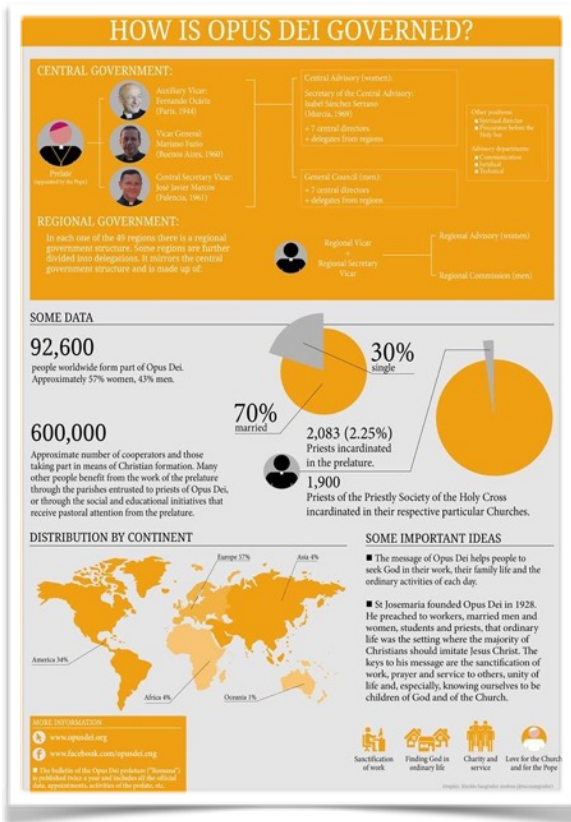 HOW IS OPUS DEI GOVERNED?
CENTRAL GOVERNMENT:
Prelate
(appointed by the Pope)
Auxiliary Vicar:
Fernando Ocáriz
(Paris, 1944)
Vicar General:
Mariano Fazio
(Buenos Aires, 1960)
Central Secretary Vicar:
José Javier Marcos
(Palencia, 1961)
Central Advisory (women):
Secretary of the Central Advisory:
Isabel Sánchez Serrano
(Murcia, 1969)
+ 7 central directors
+ delegates from regions
General Council (men)
+ 7 central directors
+ delegates from regions
Other positions:
■ Spiritual director
■ Procurator before the
Holy See
Advisory departments:
■ Communication
■ Juridical
■ Technical
REGIONAL GOVERNMENT:
In each one of the 49 regions there is a regional
government structure. Some regions are further
divided into delegations. It mirrors the central
government structure and is made up of:
Regional Vicar
+
Regional Secretary
Vicar
Regional Advisory (women)
Regional Commission (men)
SOME DATA
92,600
people worldwide form part of Opus Dei.
Approximately 57% women, 43% men.
30%
single
70%
married
600,000
Approximate number of cooperators and those
taking part in means of Christian formation. Many
other people benefit from the work of the prelature
through the parishes entrusted to priests of Opus Dei,
or through the social and educational initiatives that
receive pastoral attention from the prelature.
2,083 (2.25%)
Priests incardinated
in the prelature.
1,900
Priests of the Priestly Society of the Holy Cross
incardinated in their respective particular Churches.
DISTRIBUTION BY CONTINENT
Europe 57%
Asia 4%
America 34%
Africa 4%
Oceania 1%
SOME IMPORTANT IDEAS
■ The message of Opus Dei helps people to
seek God in their work, their family life and the
ordinary activities of each day.
■ St Josemaria founded Opus Dei in 1928.
He preached to workers, married men and
women, students and priests, that ordinary
life was the setting where the majority of
Christians should imitate Jesus Christ. The
keys to his message are the sanctification of
work, prayer and service to others, unity of
life and, especially, knowing ourselves to be
children of God and of the Church.
MORE INFORMATION
www.opusdei.org
www.facebook.com/opusdei.org
■ The bulletin of the Opus Dei prelature ("Romana")
is published twice a year and includes all the official
data, appointments, activities of the prelate, etc.
Sanctification
of work
Finding God in
ordinary life
Charity and
service
Love for the Church
and for the Pope